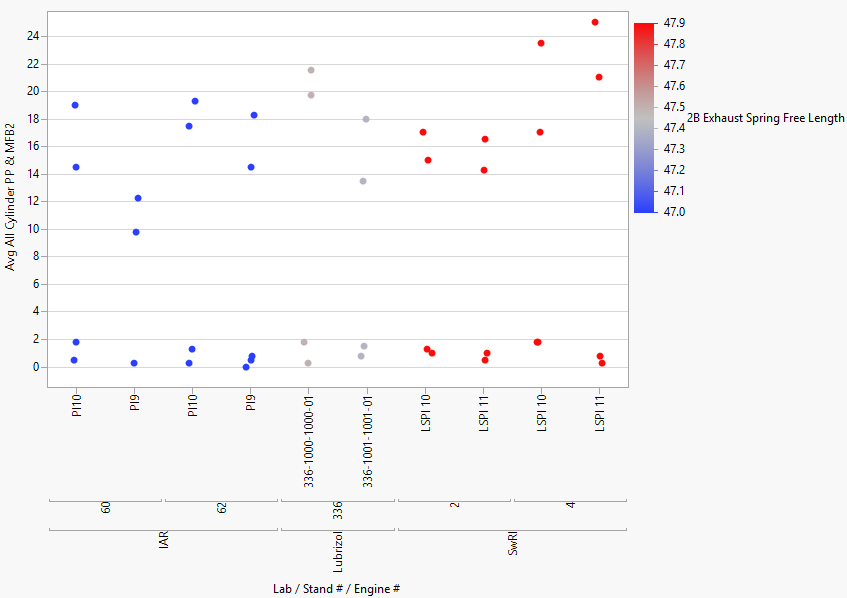 24
22
20
18
16
14
12
10
8
6
4
2
0
Avg All Cylinder PP & MFB2
47.9
47.8
47.7
47.6
47.5
47.4
47.3
47.2
47.1
47.0
2B Exhaust Spring Free Length
PI10
PI9
PI10
PI9
336-1000-1000-01
336-1001-1001-01
LSPI 10
LSPI 11
LSPI 10
LSPI 11
60
62
336
2
4
IAR
Lubrizol
SwRI
Lab / Stand # / Engine #